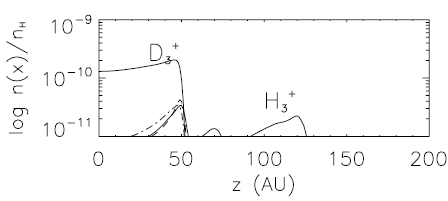 10⁻⁹
D₃⁺
10⁻¹⁰
H₃⁺
10⁻¹¹
log n(x)/n_H
0 50 100 150 200
z (AU)